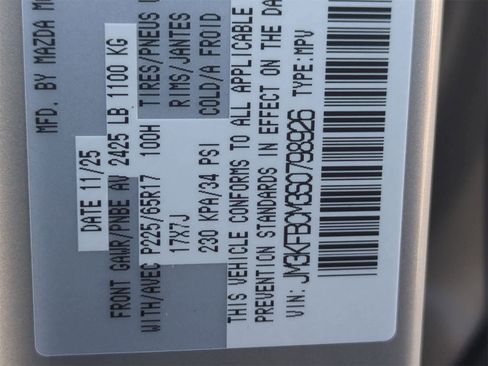 MFD. BY MAZDA
DATE 11/25
FRONT GAWR/PNBE AV 2425 LB 1100 KG
WITH/AVEC P225/65R17 100H TIRES/PNEUS
17X7J RIMS/JANTES
230 KPA/34 PSI COLD/A FROID
THIS VEHICLE CONFORMS TO ALL APPLICABLE
PREVENTION STANDARDS IN EFFECT ON THE
VIN: JM3KFBCM3S0798926 TYPE: MPV